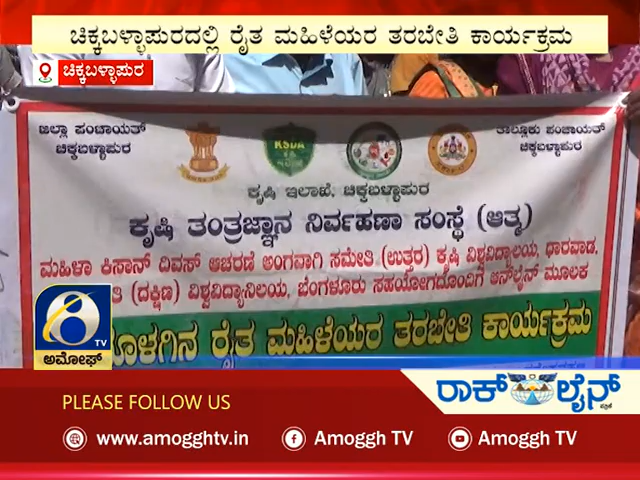 ಚಿಕ್ಕಬಳ್ಳಾಪುರದಲ್ಲಿ ರೈತ ಮಹಿಳೆಯರ ತರಬೇತಿ ಕಾರ್ಯಕ್ರಮ
ಚಿಕ್ಕಬಳ್ಳಾಪುರ
ಜಿಲ್ಲಾ ಪಂಚಾಯತ್
ಚಿಕ್ಕಬಳ್ಳಾಪುರ
KSDA
ತಾಲ್ಲೂಕು ಪಂಚಾಯತ್
ಚಿಕ್ಕಬಳ್ಳಾಪುರ
ಕೃಷಿ ಇಲಾಖೆ, ಚಿಕ್ಕಬಳ್ಳಾಪುರ
ಕೃಷಿ ತಂತ್ರಜ್ಞಾನ ನಿರ್ವಹಣಾ ಸಂಸ್ಥೆ (ಆತ್ಮ)
ಮಹಿಳಾ ಕಿಸಾನ್ ದಿವಸ್ ಆಚರಣೆ ಅಂಗವಾಗಿ ಸಮೇತಿ (ಉತ್ತರ) ಕೃಷಿ ವಿಶ್ವವಿದ್ಯಾಲಯ, ಧಾರವಾಡ,
ತಿ (ದಕ್ಷಿಣ) ವಿಶ್ವವಿದ್ಯಾನಿಲಯ, ಬೆಂಗಳೂರು ಸಹಯೋಗದೊಂದಿಗೆ ಆನ್‌ಲೈನ್ ಮೂಲಕ
ಳಗಿನ ರೈತ ಮಹಿಳೆಯರ ತರಬೇತಿ ಕಾರ್ಯಕ್ರಮ
TV
ಅಮೋಘ್
PLEASE FOLLOW US
ರಾಕ್ ಲೈನ್
www.amogghtv.in
Amoggh TV
Amoggh TV